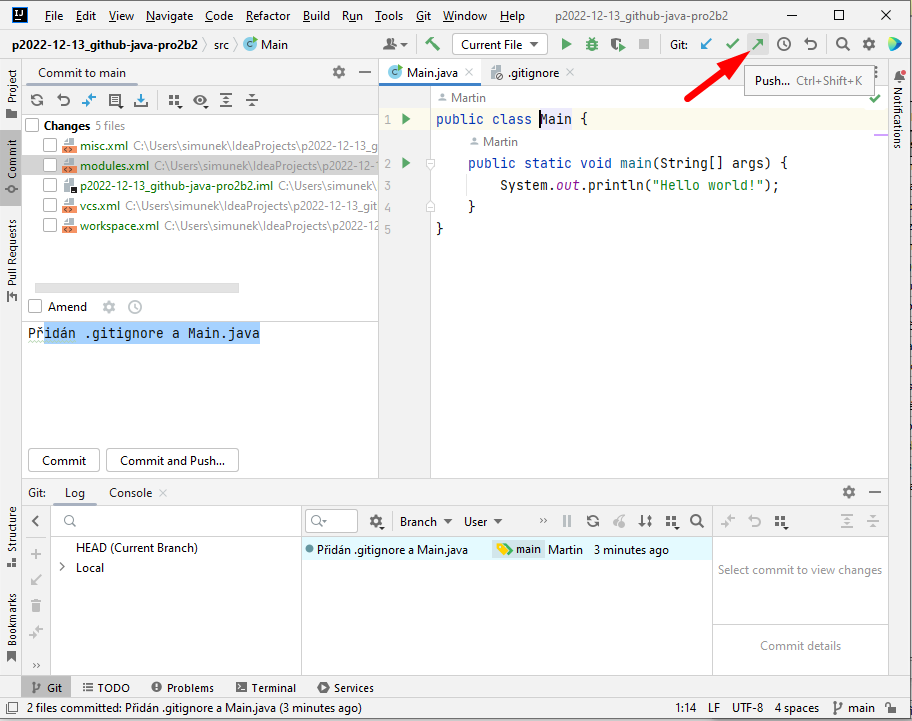 File Edit View Navigate Code Refactor Build Run Tools Git Window Help p2022-12-13_github-java-pro2b2
p2022-12-13_github-java-pro2b2 src Main Current File Git:
Push... Ctrl+Shift+K
Project
Commit
Pull Requests
Structure
Bookmarks
Notifications
Commit to main
Changes 5 files
misc.xml C:\Users\simunek\IdeaProjects\p2022-12-13_g
modules.xml C:\Users\simunek\IdeaProjects\p2022-12
p2022-12-13_github-java-pro2b2.iml C:\Users\simunek\
vcs.xml C:\Users\simunek\IdeaProjects\p2022-12-13_git
workspace.xml C:\Users\simunek\IdeaProjects\p2022-12
Amend
Přidán .gitignore a Main.java
Commit Commit and Push...
Main.java .gitignore
Martin
1 public class Main {
Martin
2 public static void main(String[] args) {
3 System.out.println("Hello world!");
4 }
5 }
Git: Log Console
HEAD (Current Branch)
Local
Branch User
Přidán .gitignore a Main.java main Martin 3 minutes ago
Select commit to view changes
Commit details
Git TODO Problems Terminal Services
2 files committed: Přidán .gitignore a Main.java (3 minutes ago) 1:14 LF UTF-8 4 spaces main